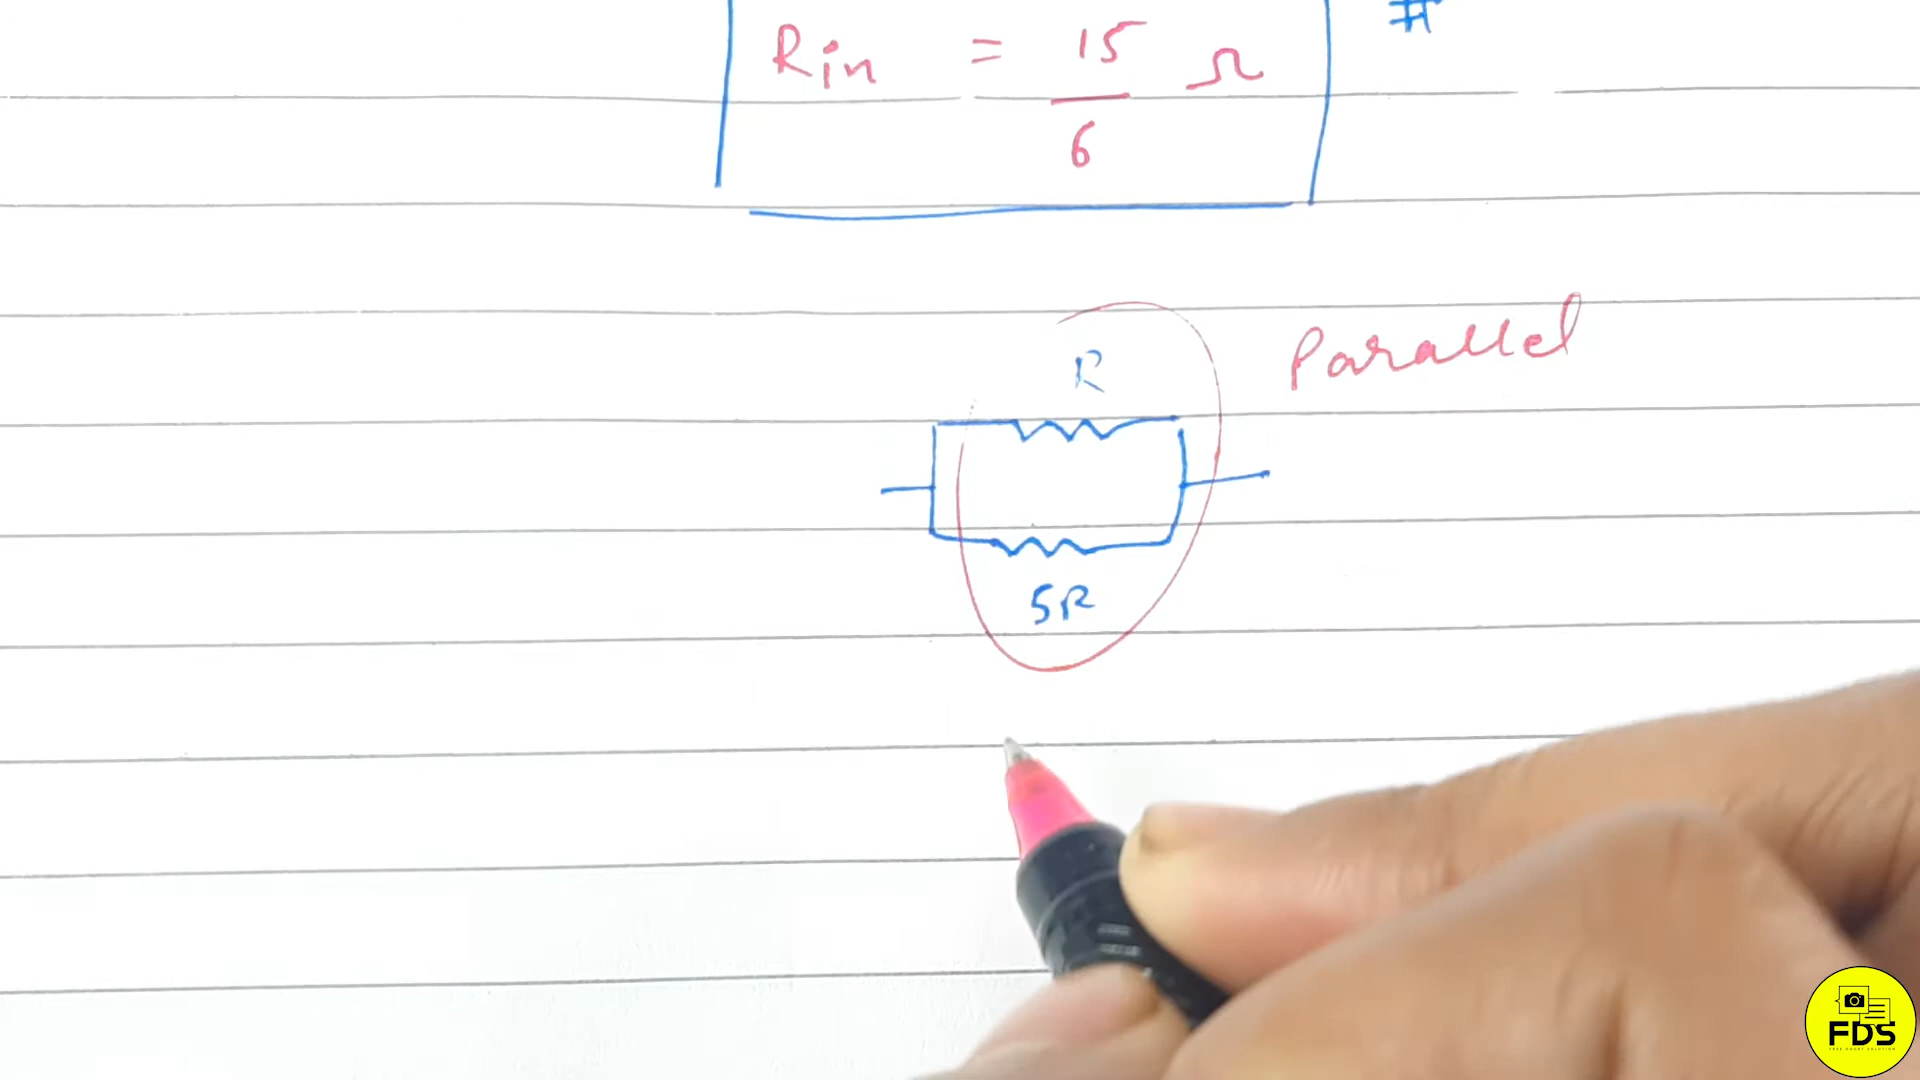 #
Rin = 15/6 Ω
Parallel
R
5R
FDS